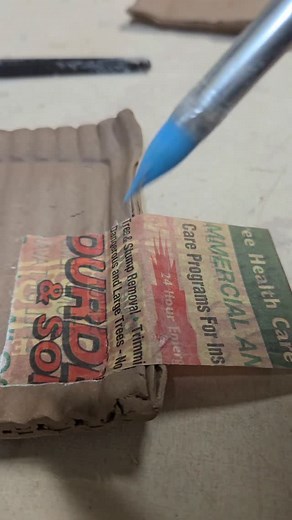 ee Health Care
MMERCIAL AN
Care Programs For Ins
24 Hour Emer
Tree & Stump Removal, Trimmi
Dangerous and Large Trees - No
& So